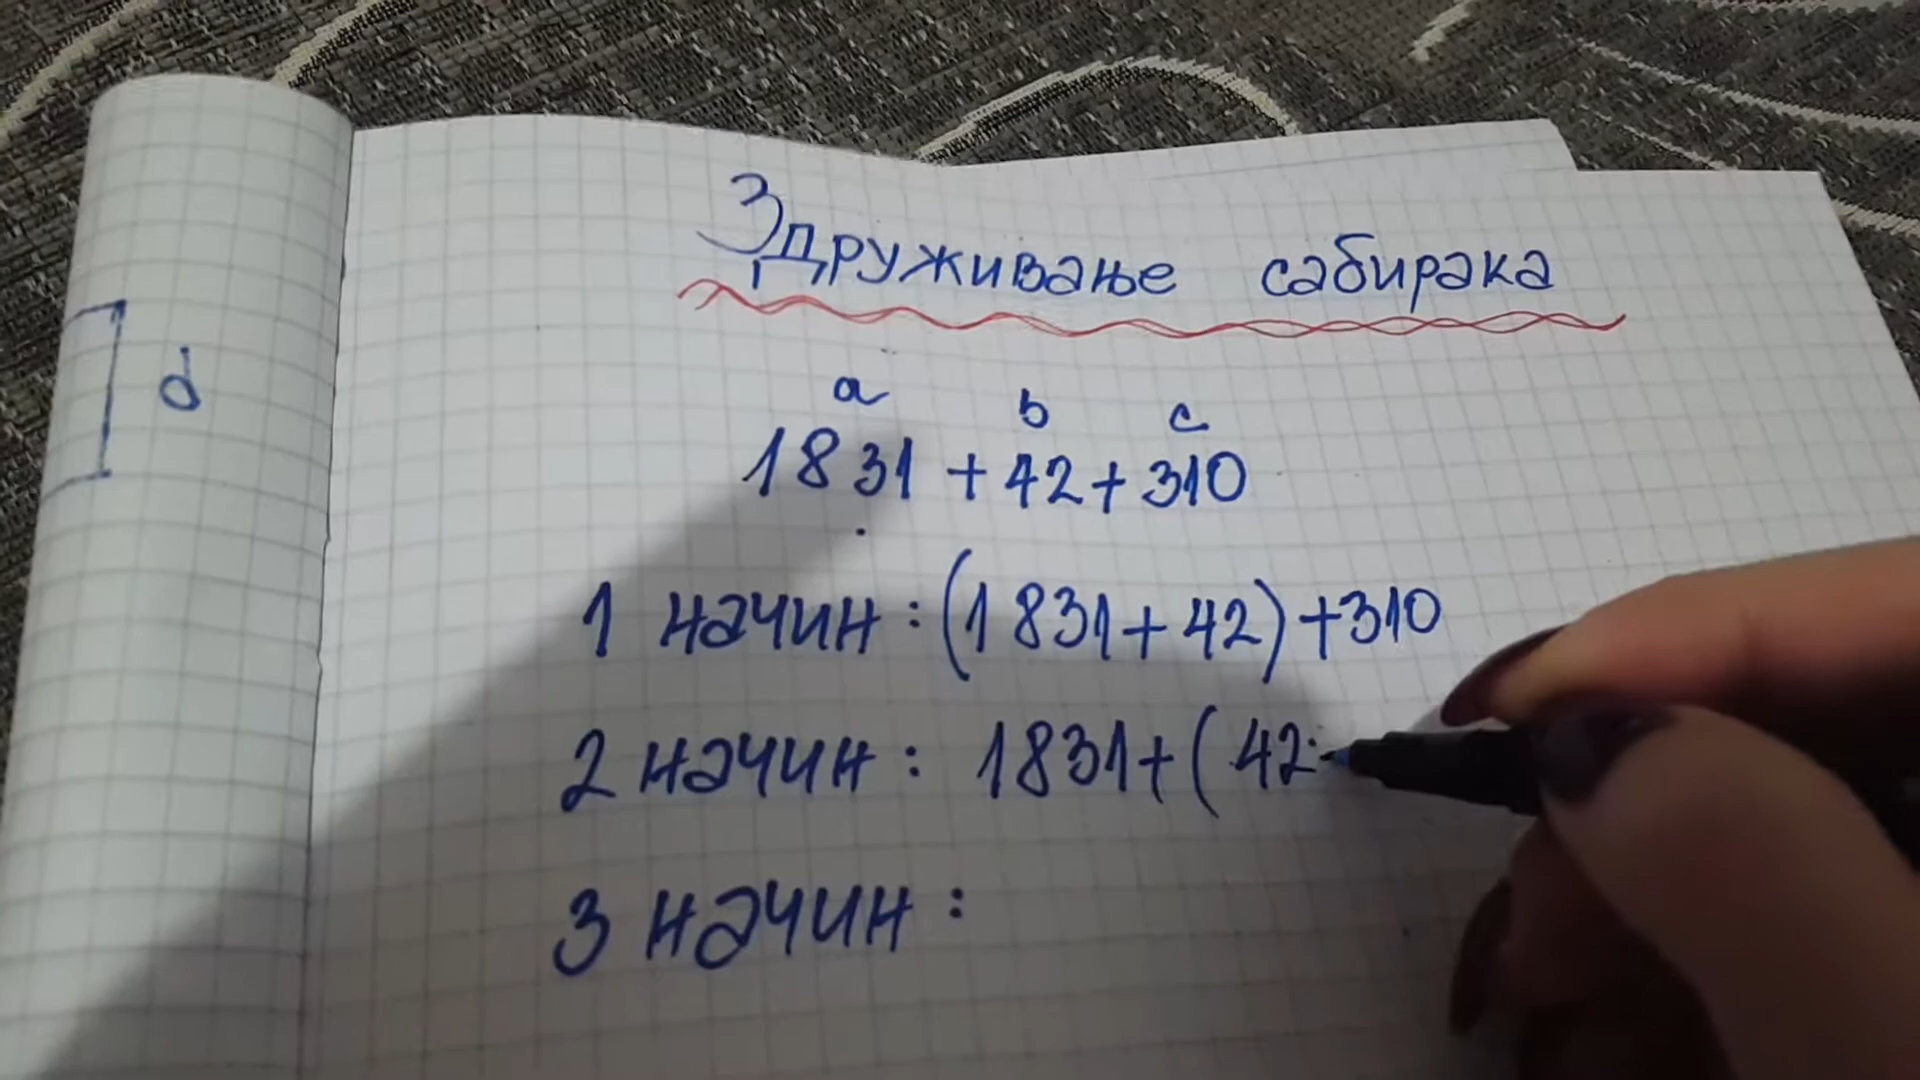 Здруживање сабирака
a b c
1831 + 42 + 310
1 начин : (1831 + 42) + 310
2 начин : 1831 + ( 42
3 начин :